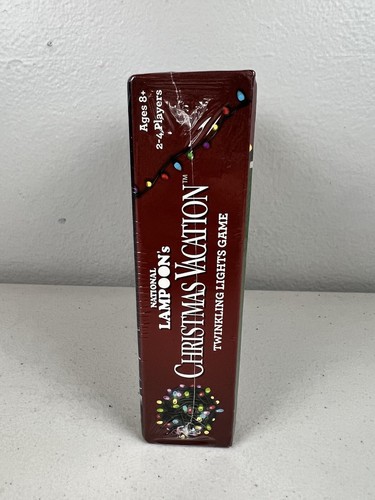 Ages 8+
2-4 Players
NATIONAL
LAMPOON's
CHRISTMAS VACATION™
TWINKLING LIGHTS GAME